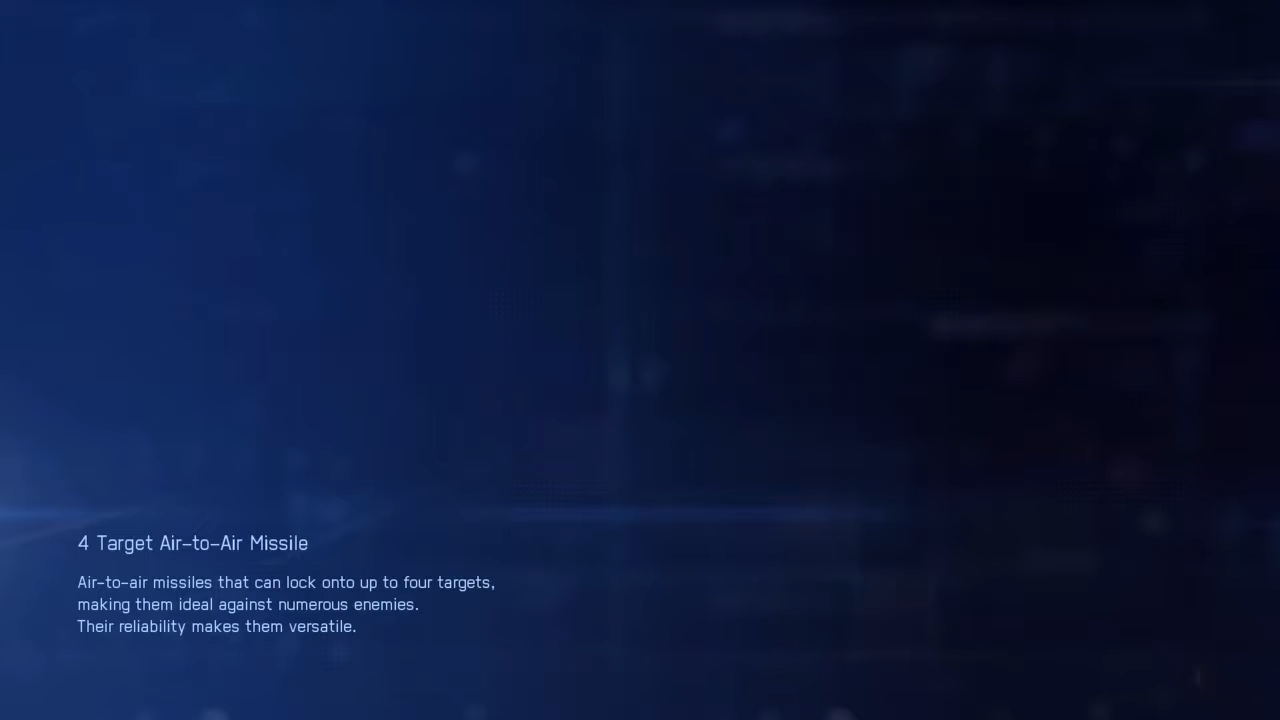 4 Target Air-to-Air Missile
Air-to-air missiles that can lock onto up to four targets,
making them ideal against numerous enemies.
Their reliability makes them versatile.